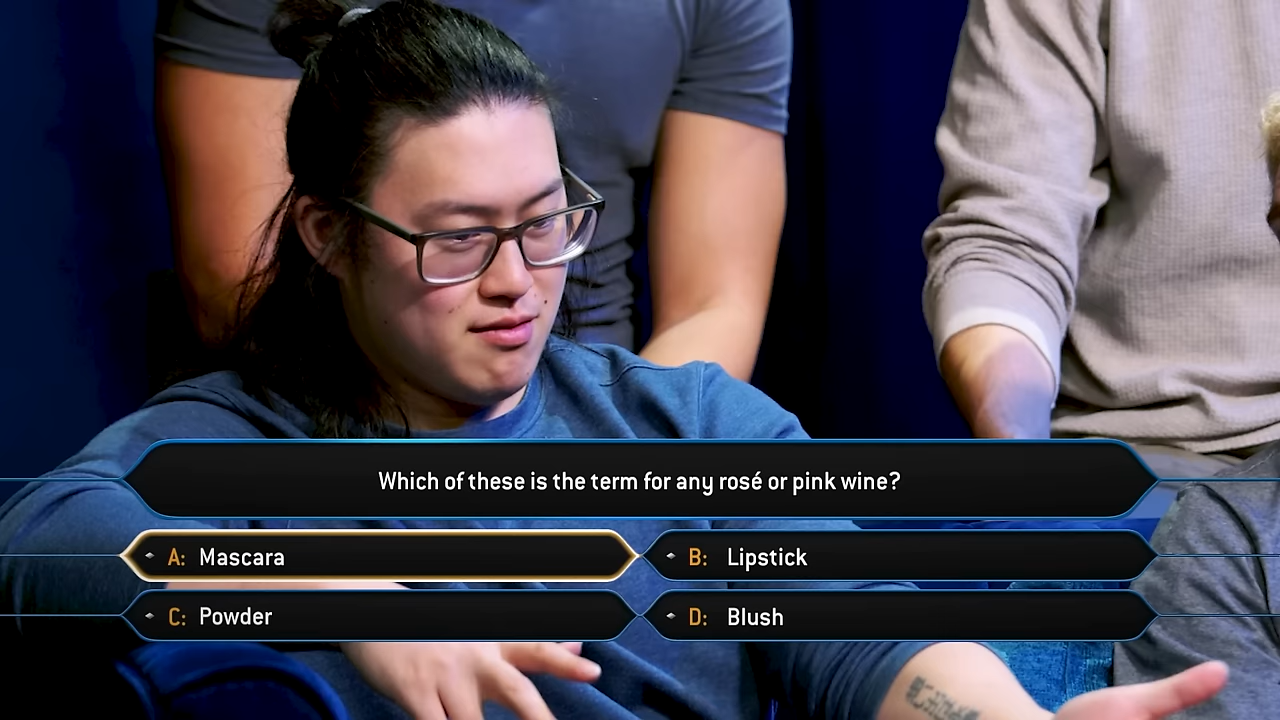 Which of these is the term for any rosé or pink wine?
A: Mascara
B: Lipstick
C: Powder
D: Blush